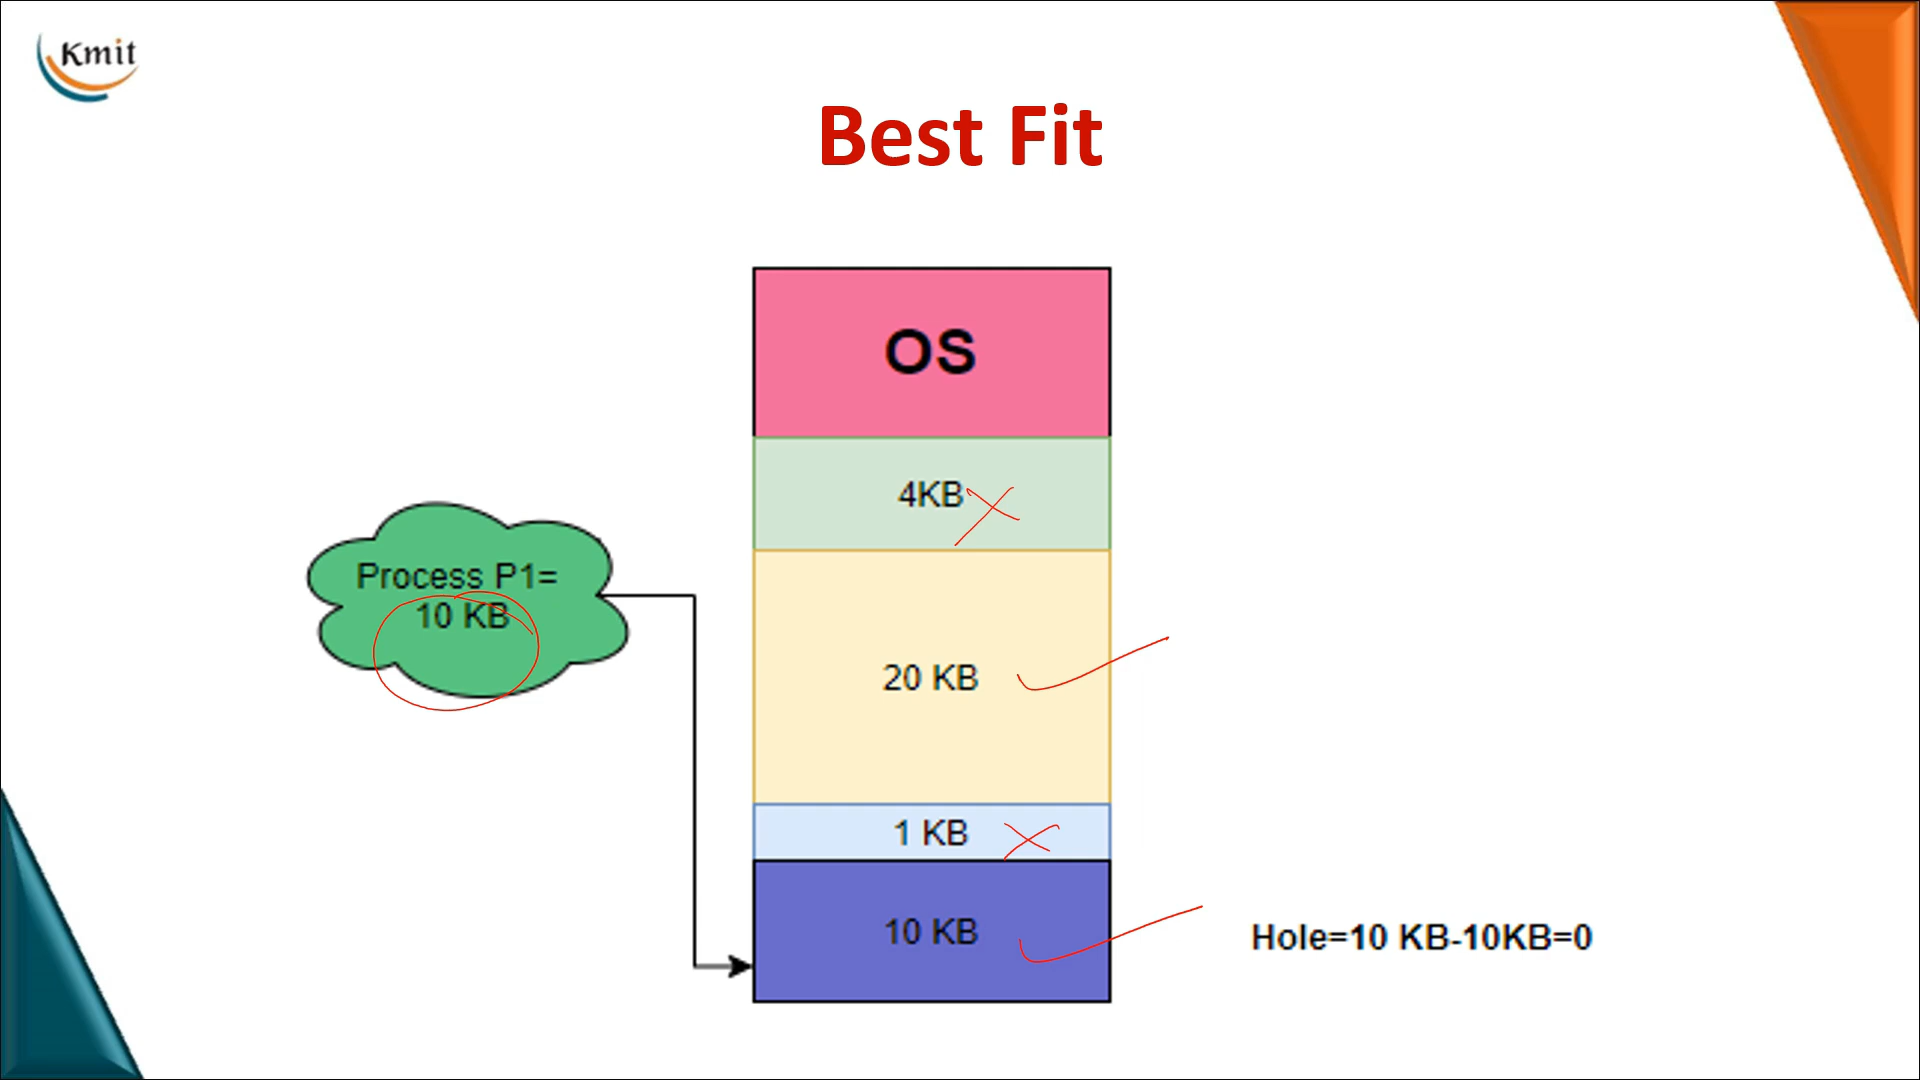 Kmit
Best Fit
OS
4KB
Process P1=
10 KB
20 KB
1 KB
10 KB
Hole=10 KB-10KB=0